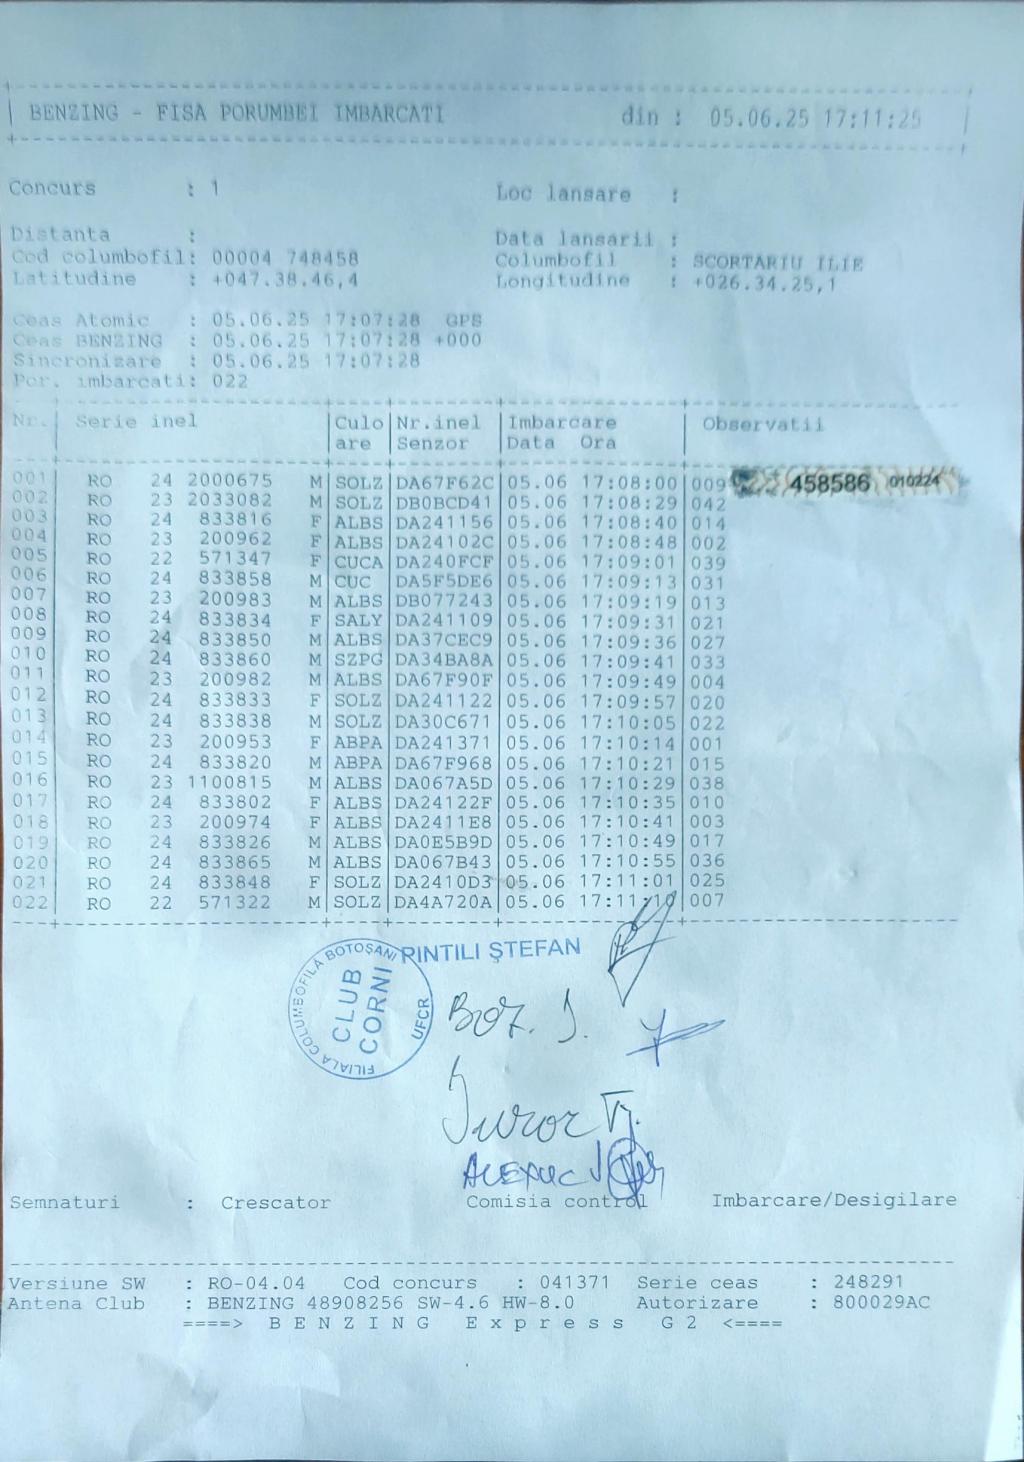 BENZING - FISA PORUMBEI IMBARCATI din : 05.06.25 17:11:25
Concurs : 1 Loc lansare :
Distanta : Data lansarii :
Cod columbofil: 00004 748458 Columbofil : SCORTARIU ILIE
Latitudine : +047.38.46,4 Longitudine : +026.34.25,1
Ceas Atomic : 05.06.25 17:07:28 GPS
Ceas BENZING : 05.06.25 17:07:28 +000
Sincronizare : 05.06.25 17:07:28
Por. imbarcati: 022
Nr. Serie inel Culo Nr.inel Imbarcare Observatii
are Senzor Data Ora
001 RO 24 2000675 M SOLZ DA67F62C 05.06 17:08:00 009 458586 010224
002 RO 23 2033082 M SOLZ DB0BCD41 05.06 17:08:29 042
003 RO 24 833816 F ALBS DA241156 05.06 17:08:40 014
004 RO 23 200962 F ALBS DA24102C 05.06 17:08:48 002
005 RO 22 571347 F CUCA DA240FCF 05.06 17:09:01 039
006 RO 24 833858 M CUC DA5F5DE6 05.06 17:09:13 031
007 RO 23 200983 M ALBS DB077243 05.06 17:09:19 013
008 RO 24 833834 F SALY DA241109 05.06 17:09:31 021
009 RO 24 833850 M ALBS DA37CEC9 05.06 17:09:36 027
010 RO 24 833860 M SZPG DA34BA8A 05.06 17:09:41 033
011 RO 23 200982 M ALBS DA67F90F 05.06 17:09:49 004
012 RO 24 833833 F SOLZ DA241122 05.06 17:09:57 020
013 RO 24 833838 M SOLZ DA30C671 05.06 17:10:05 022
014 RO 23 200953 F ABPA DA241371 05.06 17:10:14 001
015 RO 24 833820 M ABPA DA67F968 05.06 17:10:21 015
016 RO 23 1100815 M ALBS DA067A5D 05.06 17:10:29 038
017 RO 24 833802 F ALBS DA24122F 05.06 17:10:35 010
018 RO 23 200974 F ALBS DA2411E8 05.06 17:10:41 003
019 RO 24 833826 M ALBS DA0E5B9D 05.06 17:10:49 017
020 RO 24 833865 M ALBS DA067B43 05.06 17:10:55 036
021 RO 24 833848 F SOLZ DA2410D3 05.06 17:11:01 025
022 RO 22 571322 M SOLZ DA4A720A 05.06 17:11:10 007
FILIALA COLUMBOFILĂ BOTOȘANI
CLUB
CORNI
UFCR
PINTILI ŞTEFAN
Semnaturi : Crescator Comisia control Imbarcare/Desigilare
Versiune SW : RO-04.04 Cod concurs : 041371 Serie ceas : 248291
Antena Club : BENZING 48908256 SW-4.6 HW-8.0 Autorizare : 800029AC
====> B E N Z I N G E x p r e s s G 2 <====